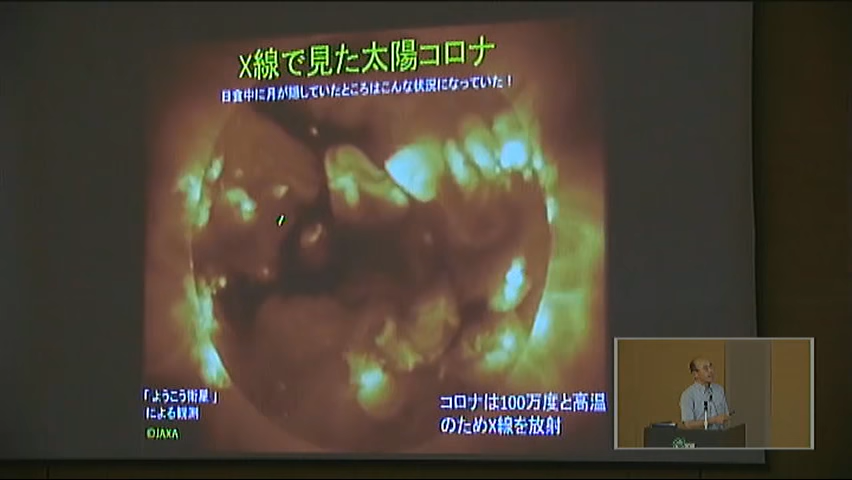 X線で見た太陽コロナ
日食中に月が隠していたところはこんな状況になっていた！
「ようこう衛星」
による観測
©JAXA
コロナは100万度と高温
のためX線を放射